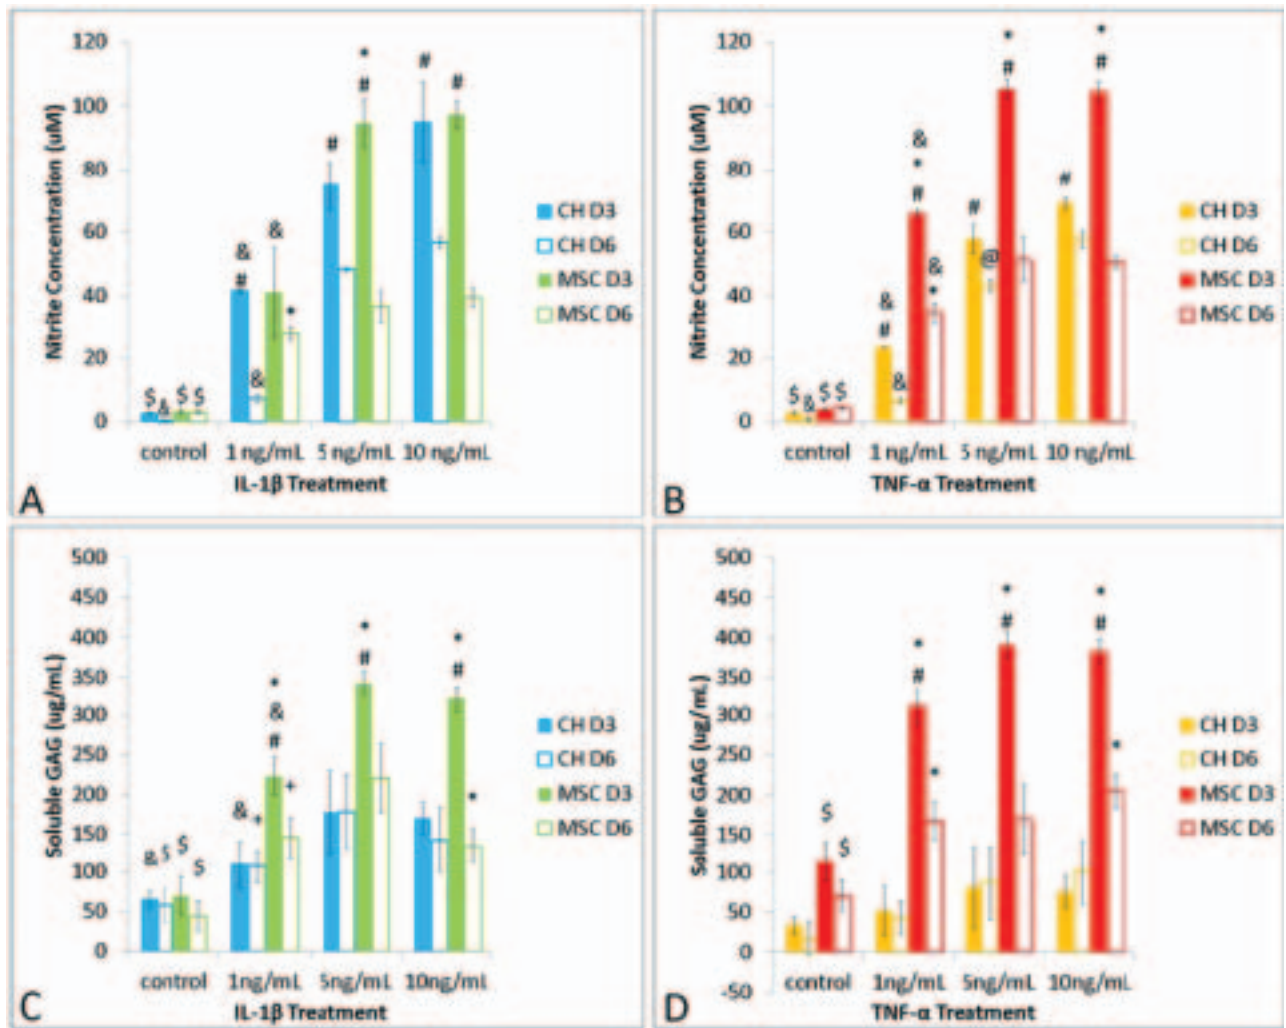 120
100
80
60
40
20
0
Nitrite Concentration (uM)
$ & $ $
&
#
&
&
*
#
*
#
#
#
control 1 ng/mL 5 ng/mL 10 ng/mL
IL-1β Treatment
CH D3
CH D6
MSC D3
MSC D6
A
120
100
80
60
40
20
0
Nitrite Concentration (uM)
$ & $ $
&
#
&
&
*
#
&
*
#
@
*
#
#
*
#
control 1 ng/mL 5 ng/mL 10 ng/mL
TNF-α Treatment
CH D3
CH D6
MSC D3
MSC D6
B
500
450
400
350
300
250
200
150
100
50
0
Soluble GAG (ug/mL)
& $ $ $
&
+
*
&
#
+
*
#
*
#
*
control 1ng/mL 5ng/mL 10ng/mL
IL-1β Treatment
CH D3
CH D6
MSC D3
MSC D6
C
500
450
400
350
300
250
200
150
100
50
0
-50
Soluble GAG (ug/mL)
$ $
*
#
*
*
#
*
#
*
control 1ng/mL 5ng/mL 10ng/mL
TNF-α Treatment
CH D3
CH D6
MSC D3
MSC D6
D